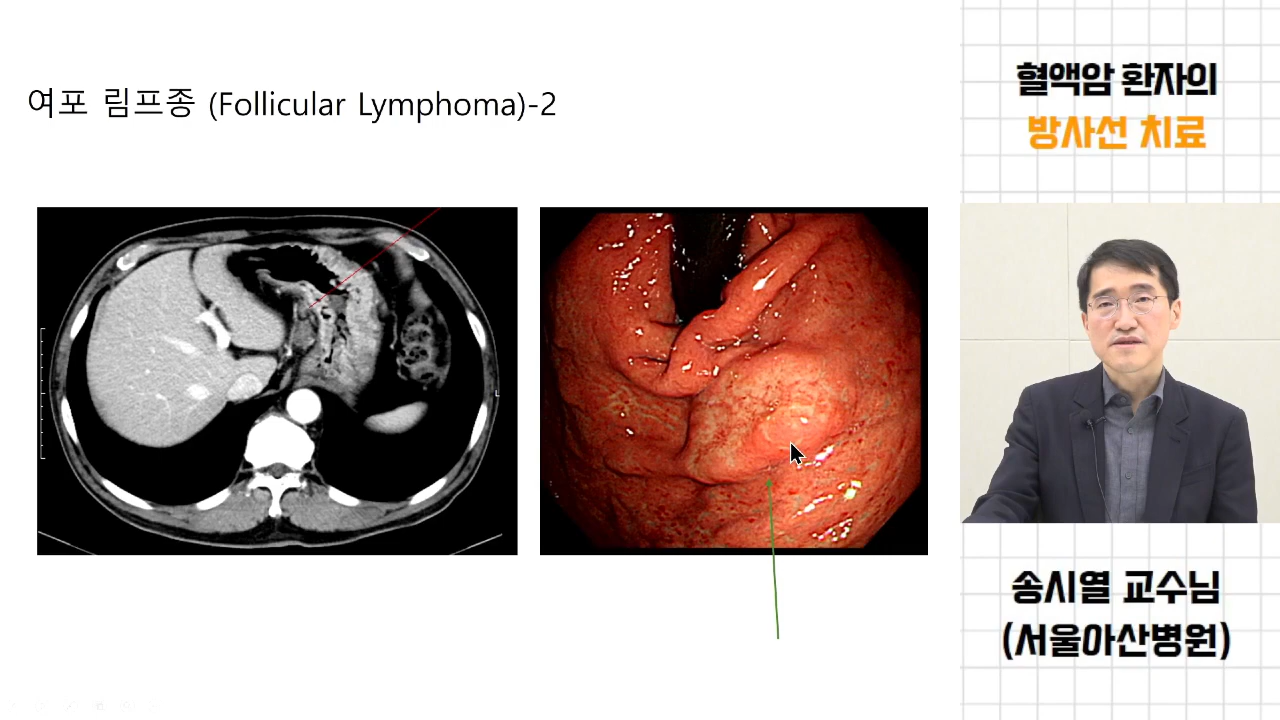 여포 림프종 (Follicular Lymphoma)-2
혈액암 환자의
방사선 치료
L
송시열 교수님
(서울아산병원)